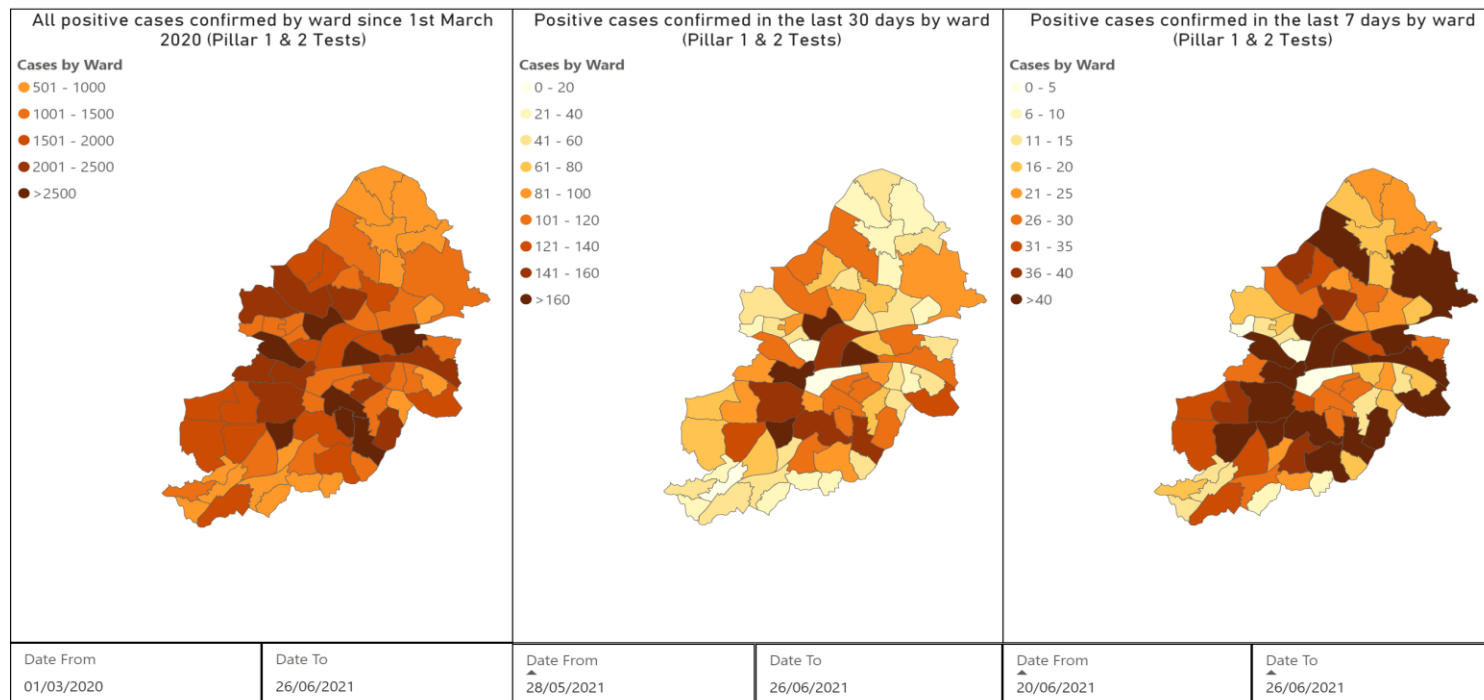 All positive cases confirmed by ward since 1st March
2020 (Pillar 1 & 2 Tests)
Cases by Ward
501 - 1000
1001 - 1500
1501 - 2000
2001 - 2500
>2500
Date From
01/03/2020
Date To
26/06/2021
Positive cases confirmed in the last 30 days by ward
(Pillar 1 & 2 Tests)
Cases by Ward
0 - 20
21 - 40
41 - 60
61 - 80
81 - 100
101 - 120
121 - 140
141 - 160
>160
Date From
28/05/2021
Date To
26/06/2021
Positive cases confirmed in the last 7 days by ward
(Pillar 1 & 2 Tests)
Cases by Ward
0 - 5
6 - 10
11 - 15
16 - 20
21 - 25
26 - 30
31 - 35
36 - 40
>40
Date From
20/06/2021
Date To
26/06/2021